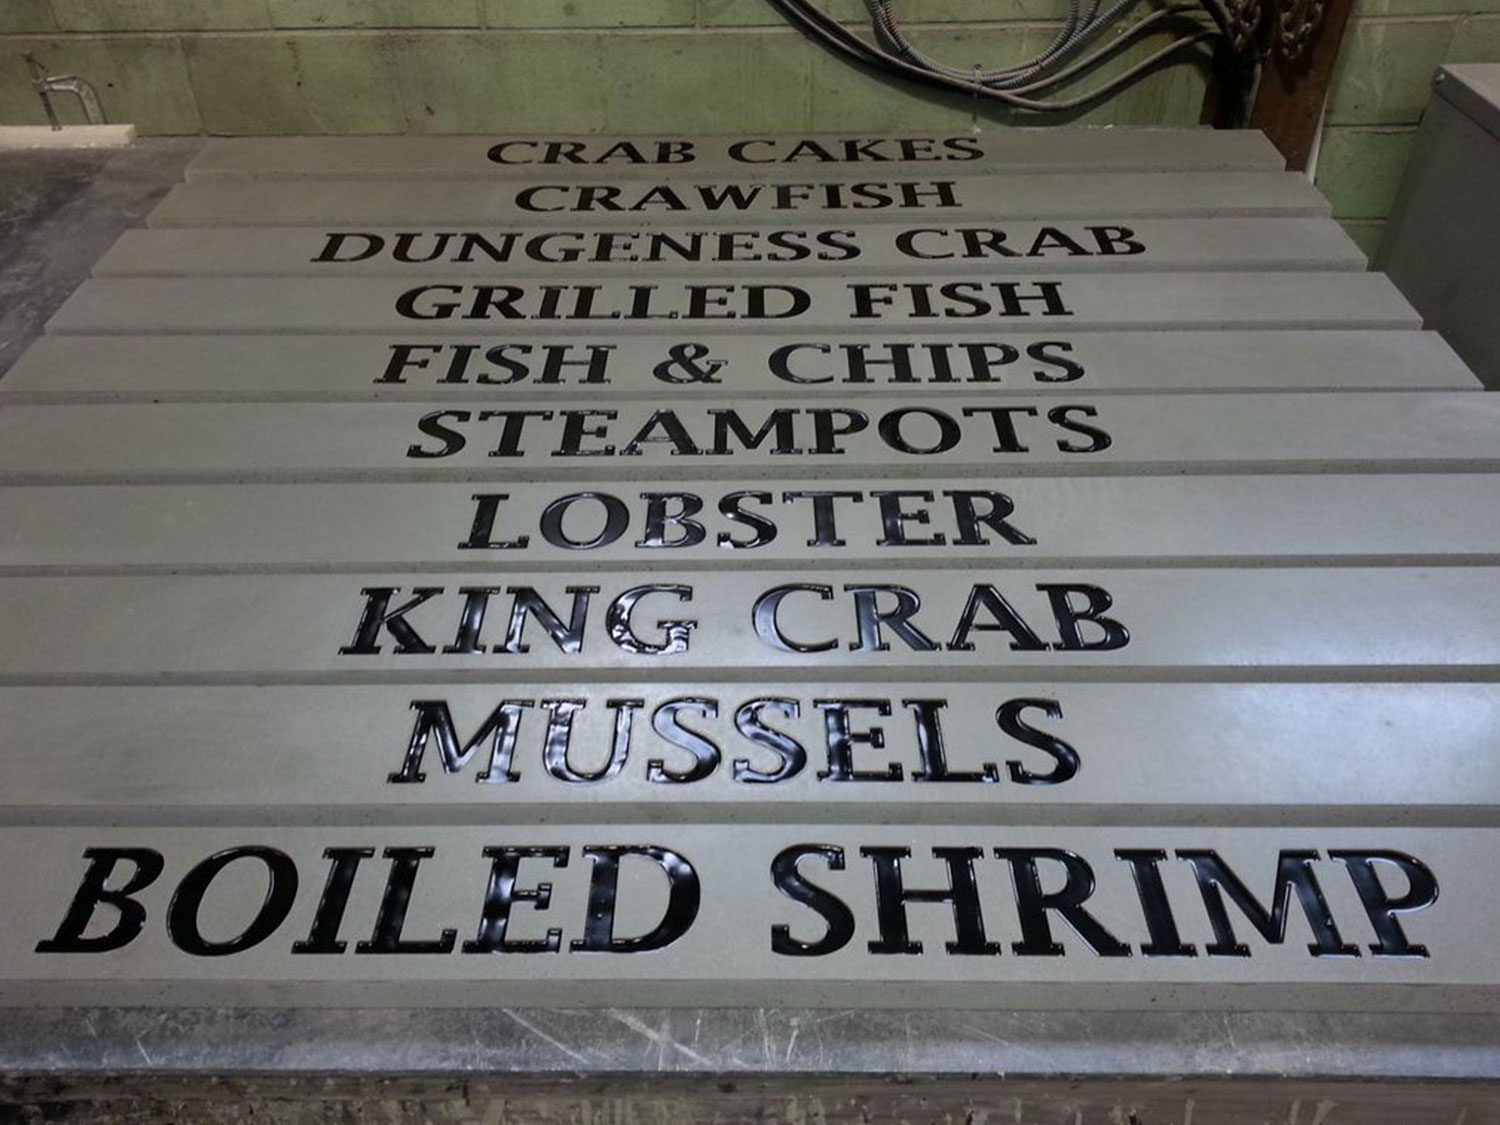 CRAB CAKES
CRAWFISH
DUNGENESS CRAB
GRILLED FISH
FISH & CHIPS
STEAMPOTS
LOBSTER
KING CRAB
MUSSELS
BOILED SHRIMP